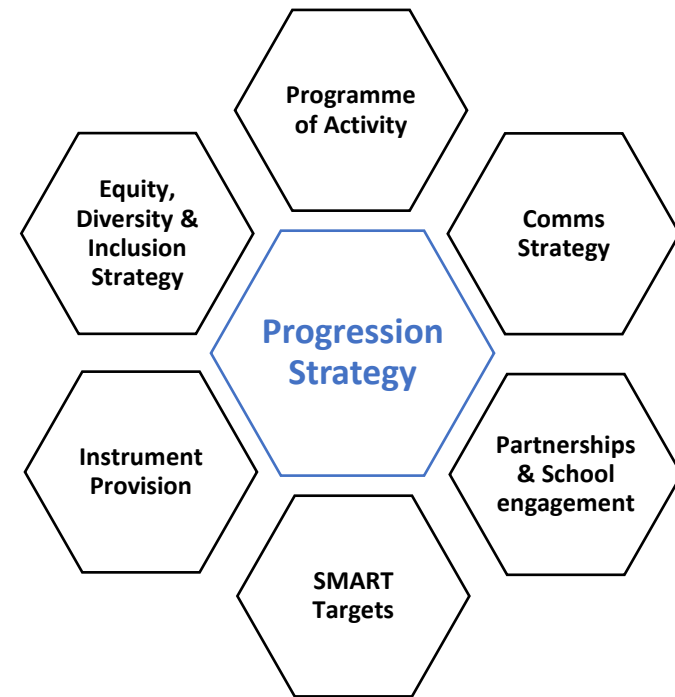 Programme
of Activity
Equity,
Diversity &
Inclusion
Strategy
Comms
Strategy
Progression
Strategy
Instrument
Provision
Partnerships
& School
engagement
SMART
Targets